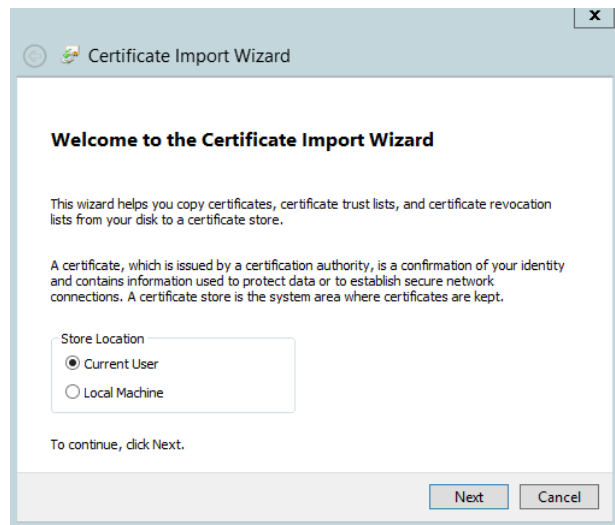 x
Certificate Import Wizard
Welcome to the Certificate Import Wizard
This wizard helps you copy certificates, certificate trust lists, and certificate revocation
lists from your disk to a certificate store.
A certificate, which is issued by a certification authority, is a confirmation of your identity
and contains information used to protect data or to establish secure network
connections. A certificate store is the system area where certificates are kept.
Store Location
Current User
Local Machine
To continue, click Next.
Next Cancel